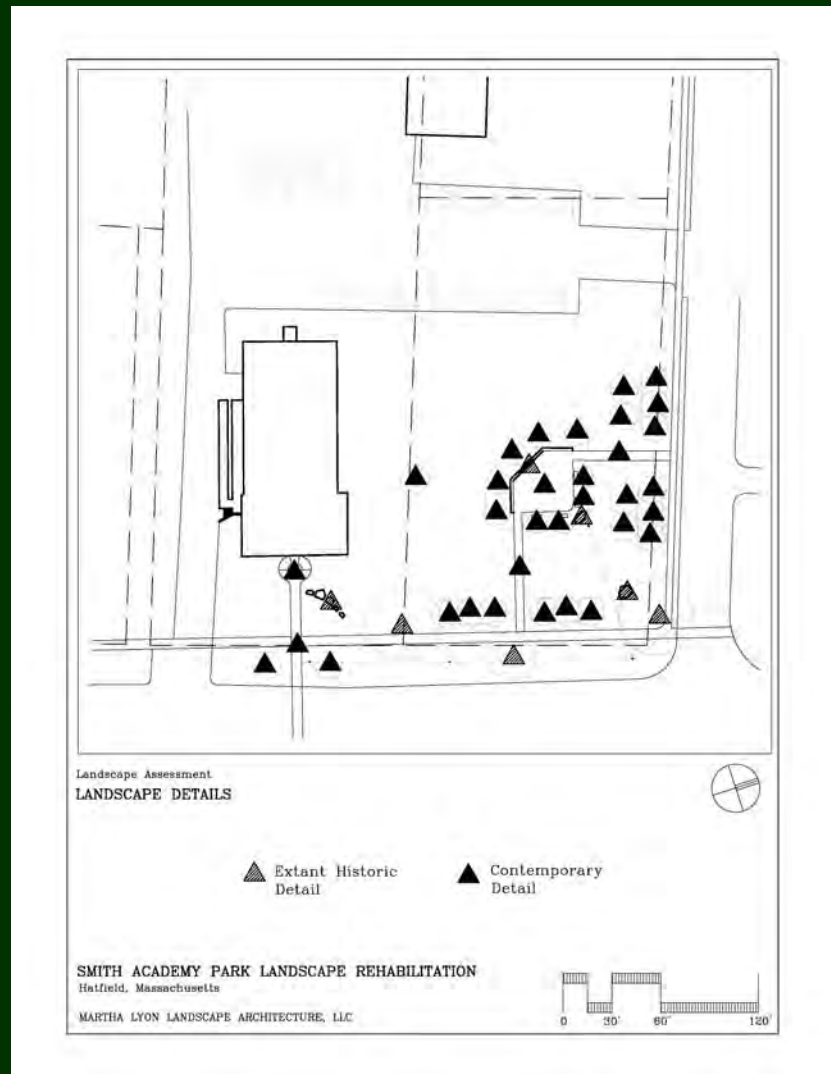 Landscape Assessment
LANDSCAPE DETAILS
Extant Historic
Detail
Contemporary
Detail
SMITH ACADEMY PARK LANDSCAPE REHABILITATION
Hatfield, Massachusetts
MARTHA LYON LANDSCAPE ARCHITECTURE, LLC
0 30' 60' 120'